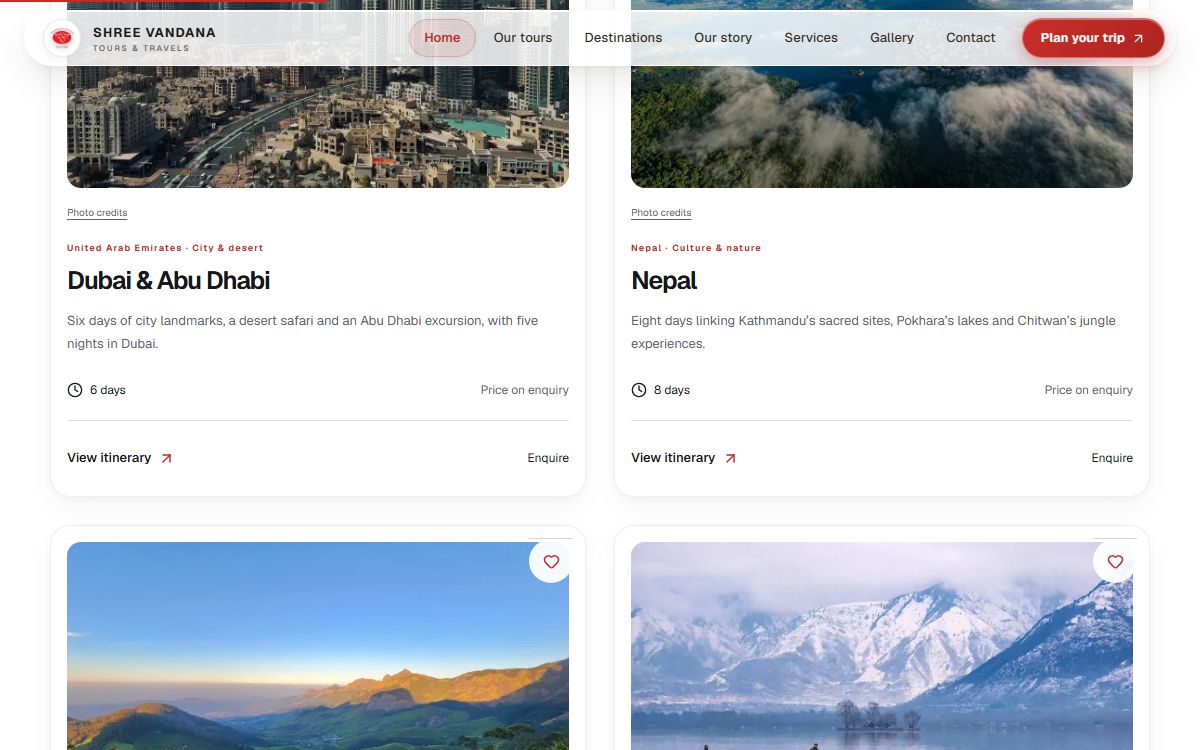 SHREE VANDANA
TOURS & TRAVELS
Home
Our tours
Destinations
Our story
Services
Gallery
Contact
Plan your trip
Photo credits
United Arab Emirates · City & desert
Dubai & Abu Dhabi
Six days of city landmarks, a desert safari and an Abu Dhabi excursion, with five
nights in Dubai.
6 days
Price on enquiry
View itinerary
Enquire
Photo credits
Nepal · Culture & nature
Nepal
Eight days linking Kathmandu’s sacred sites, Pokhara’s lakes and Chitwan’s jungle
experiences.
8 days
Price on enquiry
View itinerary
Enquire